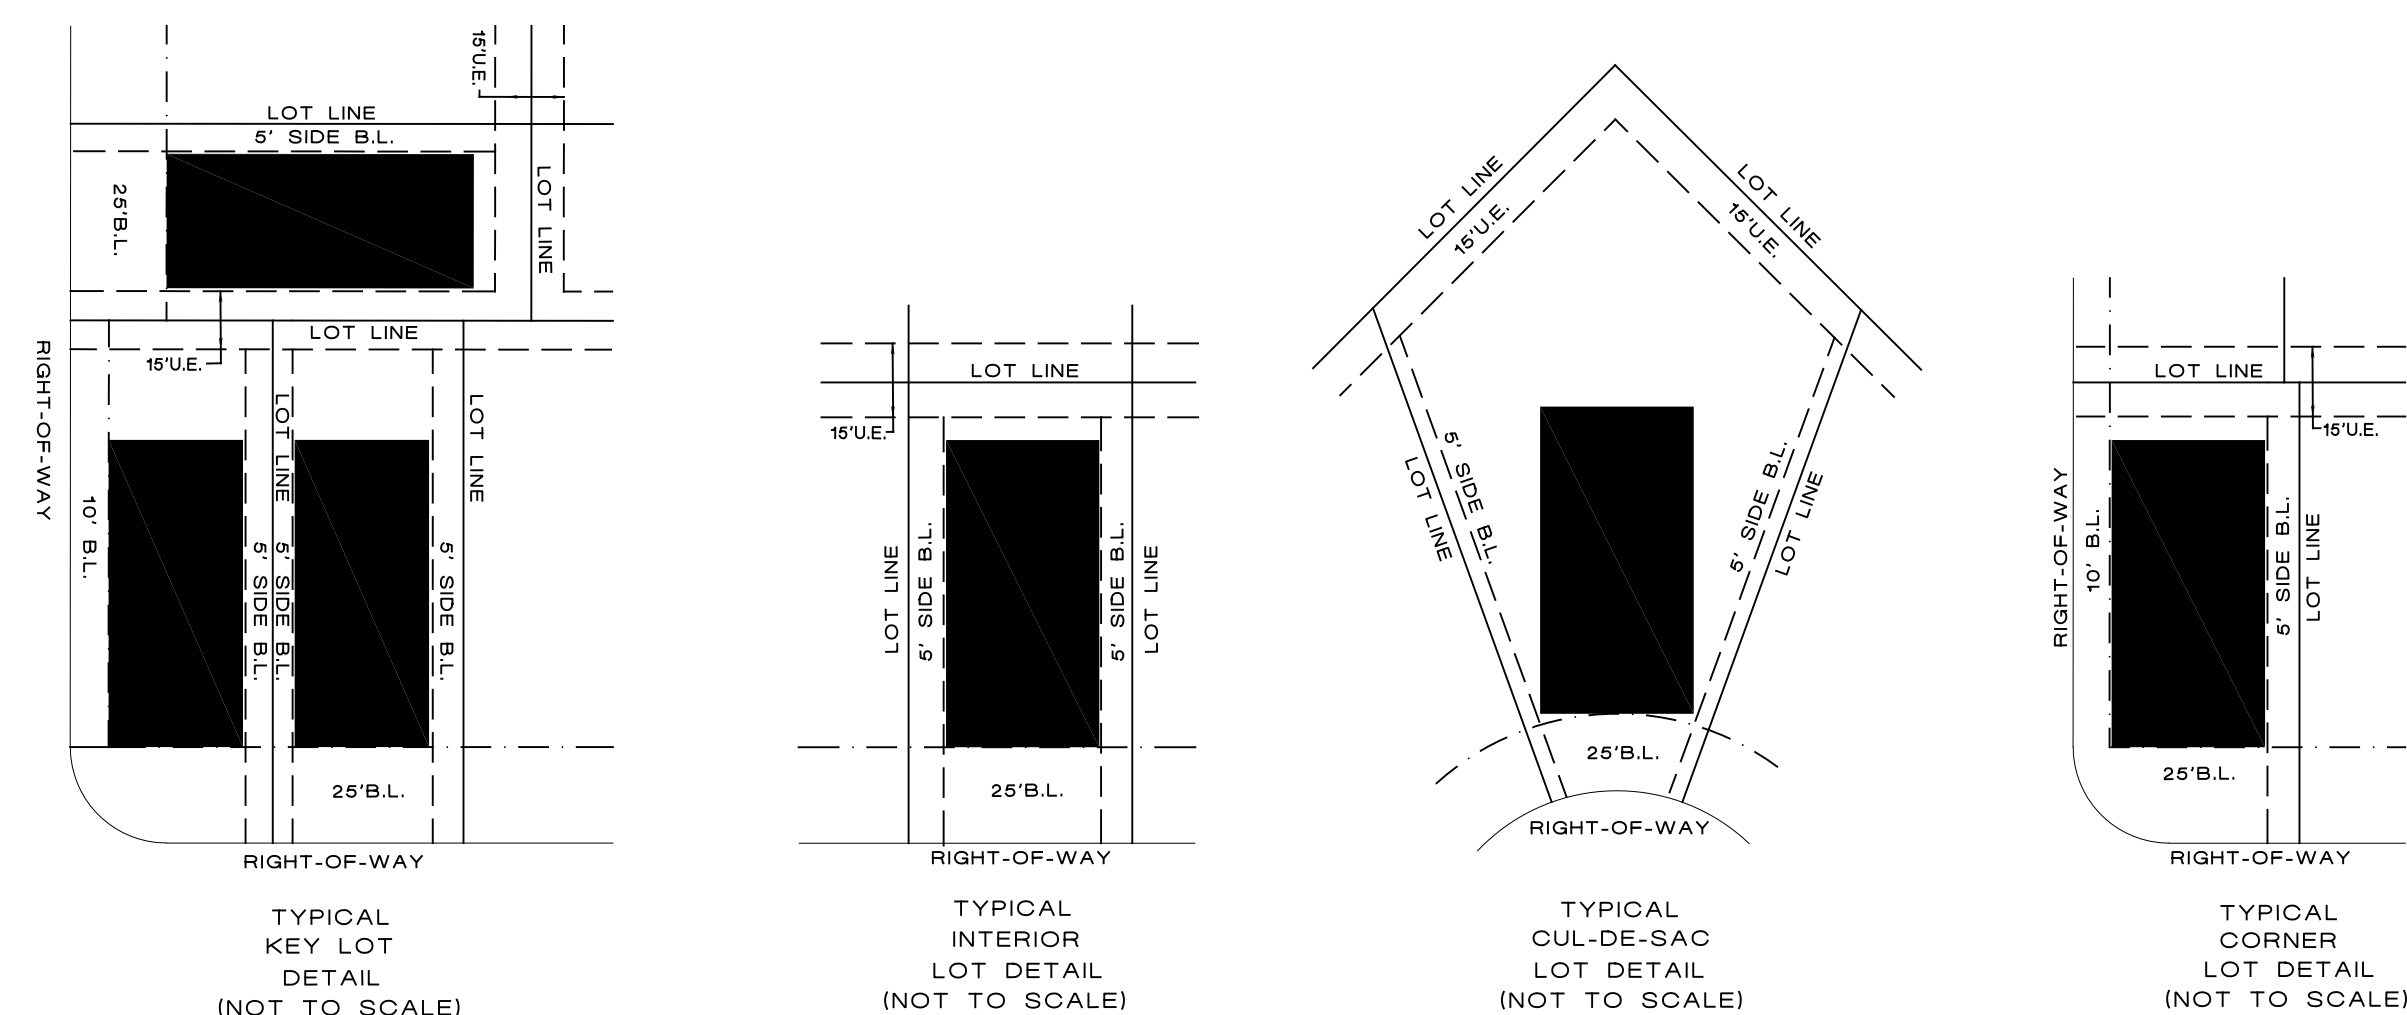 15'U.E.
LOT LINE
5' SIDE B.L.
25'B.L.
LOT LINE
LOT LINE
15'U.E.
RIGHT-OF-WAY
10' B.L.
LOT LINE
LOT LINE
5' SIDE B.L.
5' SIDE B.L.
5' SIDE B.L.
25'B.L.
RIGHT-OF-WAY
TYPICAL
KEY LOT
DETAIL
(NOT TO SCALE)
LOT LINE
15'U.E.
LOT LINE
5' SIDE B.L.
5' SIDE B.L.
LOT LINE
25'B.L.
RIGHT-OF-WAY
TYPICAL
INTERIOR
LOT DETAIL
(NOT TO SCALE)
LOT LINE
LOT LINE
15'U.E.
15'U.E.
5' SIDE B.L.
LOT LINE
5' SIDE B.L.
LOT LINE
25'B.L.
RIGHT-OF-WAY
TYPICAL
CUL-DE-SAC
LOT DETAIL
(NOT TO SCALE)
LOT LINE
15'U.E.
RIGHT-OF-WAY
10' B.L.
5' SIDE B.L.
LOT LINE
25'B.L.
RIGHT-OF-WAY
TYPICAL
CORNER
LOT DETAIL
(NOT TO SCALE)